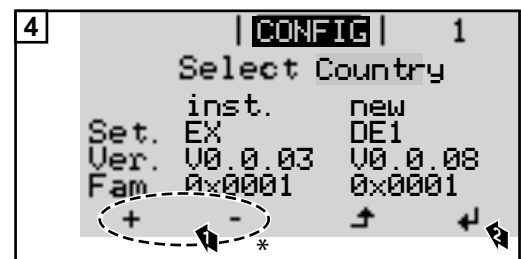 4
| CONFIG | 1
Select Country
inst. new
Set. EX DE1
Ver. V0.0.03 V0.0.08
Fam 0x0001 0x0001
+ -
1 * 2